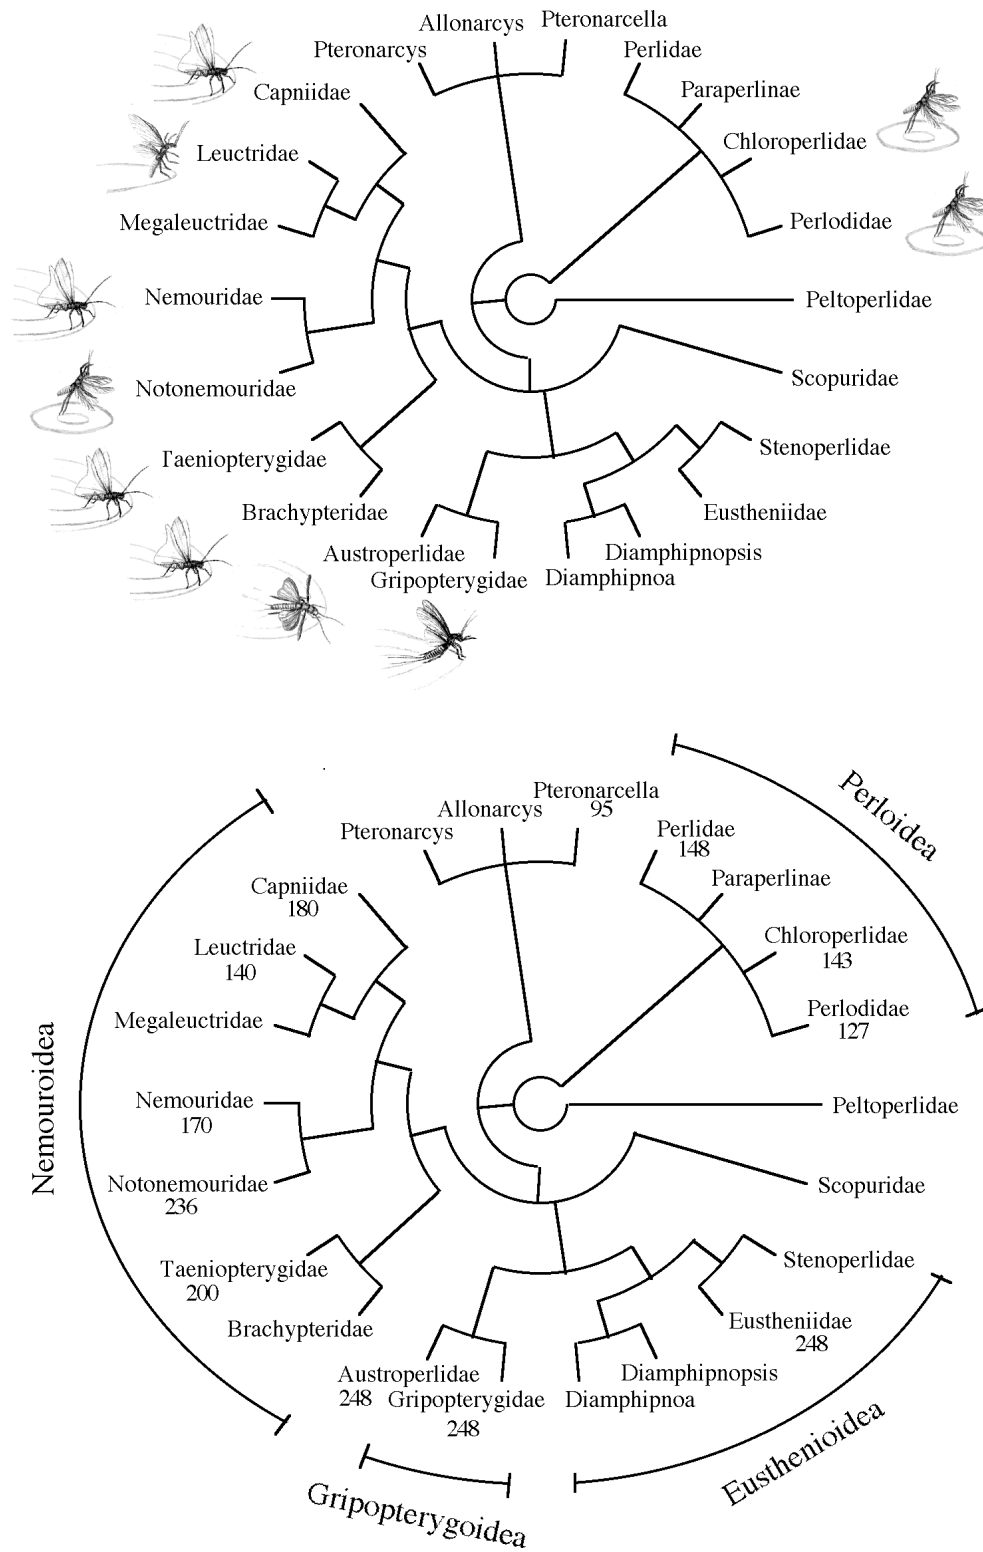 Allonarcys
Pteronarcella
Pteronarcys
Perlidae
Capniidae
Paraperlinae
Leuctridae
Chloroperlidae
Megaleuctridae
Perlodidae
Nemouridae
Peltoperlidae
Notonemouridae
Scopuridae
Taeniopterygidae
Stenoperlidae
Brachypteridae
Eustheniidae
Austroperlidae
Diamphipnopsis
Gripopterygidae
Diamphipnoa
Perloidea
Pteronarcella
95
Allonarcys
Pteronarcys
Perlidae
148
Capniidae
180
Paraperlinae
Leuctridae
140
Chloroperlidae
143
Megaleuctridae
Perlodidae
127
Nemouroidea
Nemouridae
170
Peltoperlidae
Notonemouridae
236
Scopuridae
Taeniopterygidae
200
Stenoperlidae
Brachypteridae
Eustheniidae
248
Austroperlidae
248
Gripopterygidae
248
Diamphipnopsis
Diamphipnoa
Eusthenioidea
Gripopterygoidea